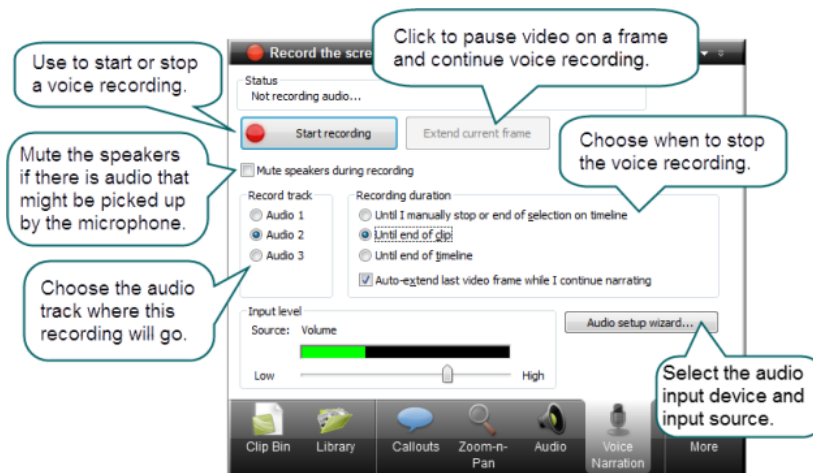 Use to start or stop
a voice recording.
Click to pause video on a frame
and continue voice recording.
Record the scre
Status
Not recording audio...
Start recording
Extend current frame
Choose when to stop
the voice recording.
Mute the speakers
if there is audio that
might be picked up
by the microphone.
Mute speakers during recording
Record track
Audio 1
Audio 2
Audio 3
Recording duration
Until I manually stop or end of selection on timeline
Until end of clip
Until end of timeline
Auto-extend last video frame while I continue narrating
Choose the audio
track where this
recording will go.
Input level
Source: Volume
Low
High
Audio setup wizard...
Select the audio
input device and
input source.
Clip Bin
Library
Callouts
Zoom-n-
Pan
Audio
Voice
Narration
More